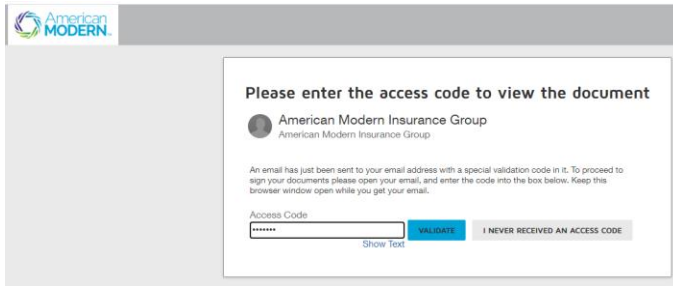 American
MODERN
Please enter the access code to view the document
American Modern Insurance Group
American Modern Insurance Group
An email has just been sent to your email address with a special validation code in it. To proceed to
sign your documents please open your email, and enter the code into the box below. Keep this
browser window open while you get your email.
Access Code
••••••• VALIDATE I NEVER RECEIVED AN ACCESS CODE
Show Text